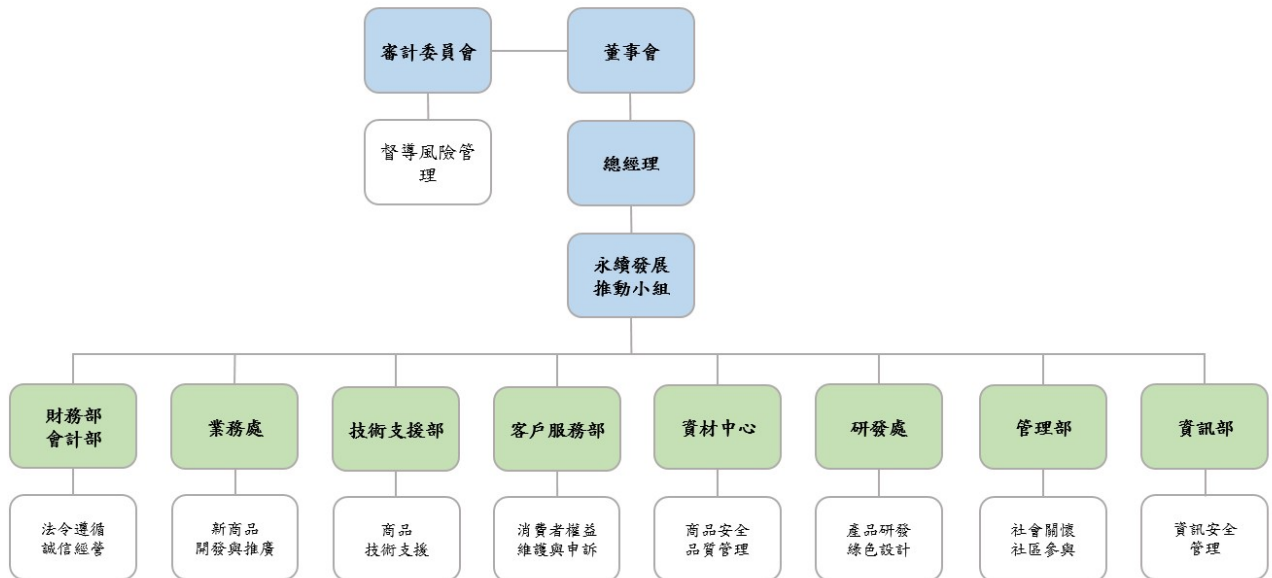 審計委員會
董事會
督導風險管
理
總經理
永續發展
推動小組
財務部
會計部
業務處
技術支援部
客戶服務部
資材中心
研發處
管理部
資訊部
法令遵循
誠信經營
新商品
開發與推廣
商品
技術支援
消費者權益
維護與申訴
商品安全
品質管理
產品研發
綠色設計
社會關懷
社區參與
資訊安全
管理